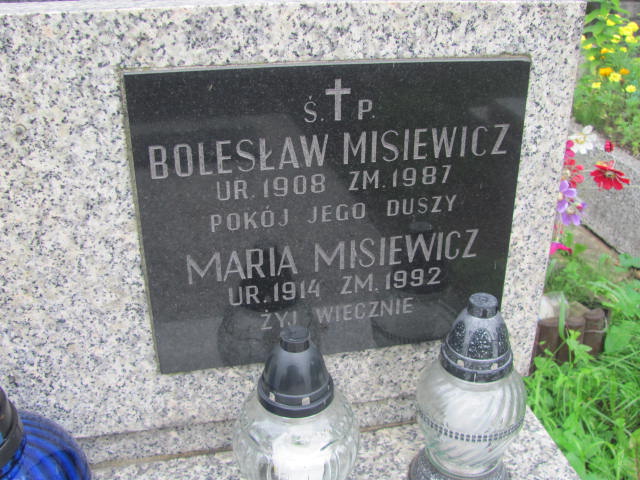 Ś. P.
BOLESŁAW MISIEWICZ
UR. 1908 ZM. 1987
POKÓJ JEGO DUSZY
MARIA MISIEWICZ
UR. 1914 ZM. 1992
ŻYJ WIECZNIE